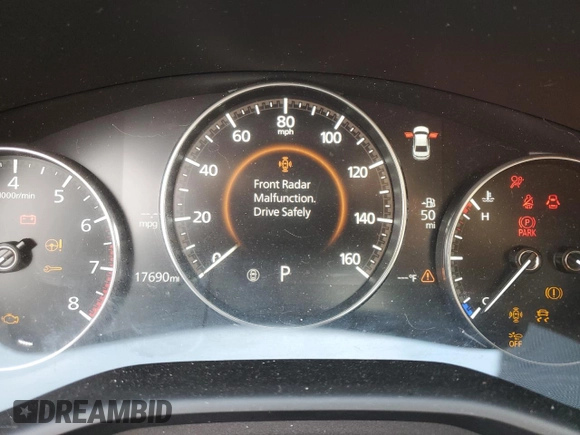 80
mph
60
100
40
120
20
140
0
160
Front Radar
Malfunction.
Drive Safely
P
4
5
6
7
8
000r/min
mpg
17690mi
50
mi
°F
H
C
PARK
OFF
DREAMBID